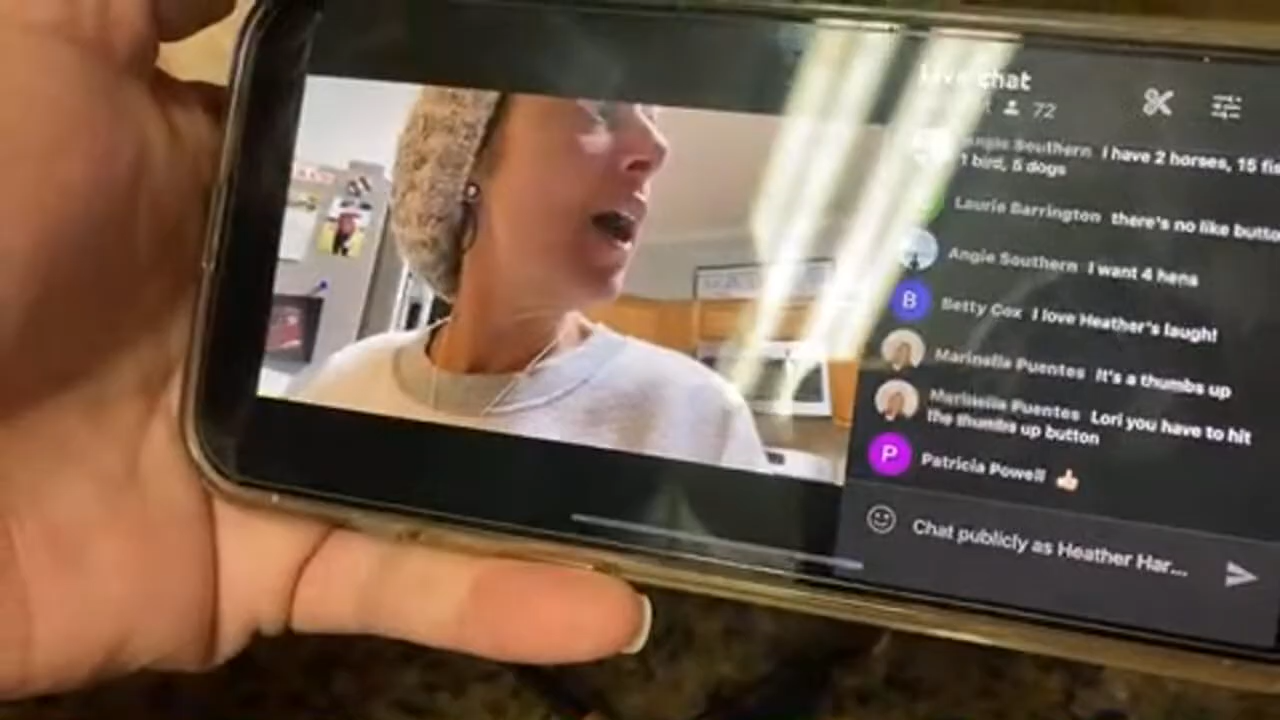 Live chat
72
Angie Southern I have 2 horses, 15
1 bird, 5 dogs
Laurie Barrington there's no like
Angie Southern I want 4 hens
B Betty Cox I love Heather's laugh!
Marinella Puentes It's a thumbs up
Marinella Puentes Lori you have to hit
the thumbs up button
P Patricia Powell 👍🏻
Chat publicly as Heather Har...